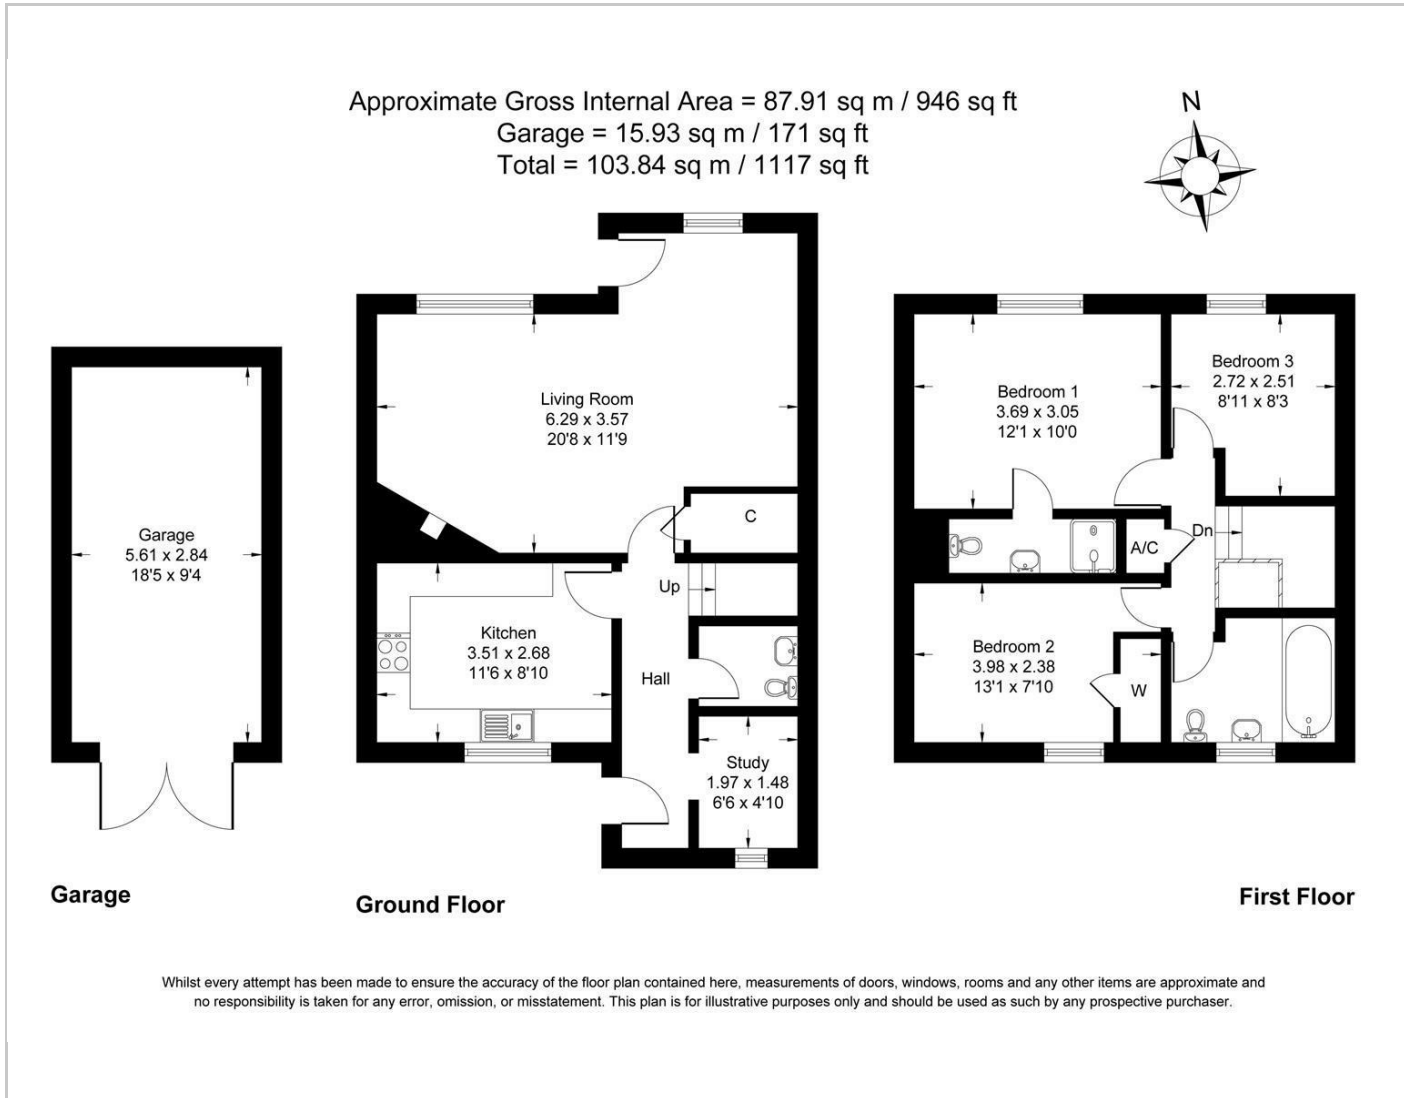 Approximate Gross Internal Area = 87.91 sq m / 946 sq ft
Garage = 15.93 sq m / 171 sq ft
Total = 103.84 sq m / 1117 sq ft
N
Garage
5.61 x 2.84
18'5 x 9'4
Living Room
6.29 x 3.57
20'8 x 11'9
C
Up
Kitchen
3.51 x 2.68
11'6 x 8'10
Hall
Study
1.97 x 1.48
6'6 x 4'10
Bedroom 1
3.69 x 3.05
12'1 x 10'0
Bedroom 3
2.72 x 2.51
8'11 x 8'3
A/C
Dn
Bedroom 2
3.98 x 2.38
13'1 x 7'10
W
Garage
Ground Floor
First Floor
Whilst every attempt has been made to ensure the accuracy of the floor plan contained here, measurements of doors, windows, rooms and any other items are approximate and
no responsibility is taken for any error, omission, or misstatement. This plan is for illustrative purposes only and should be used as such by any prospective purchaser.